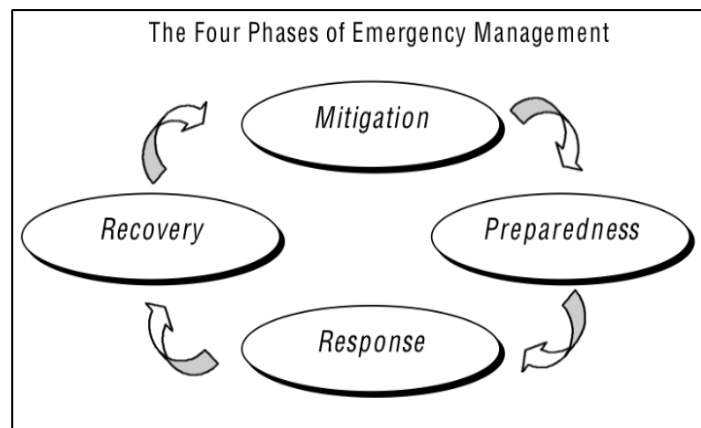 The Four Phases of Emergency Management
Mitigation
Recovery
Preparedness
Response